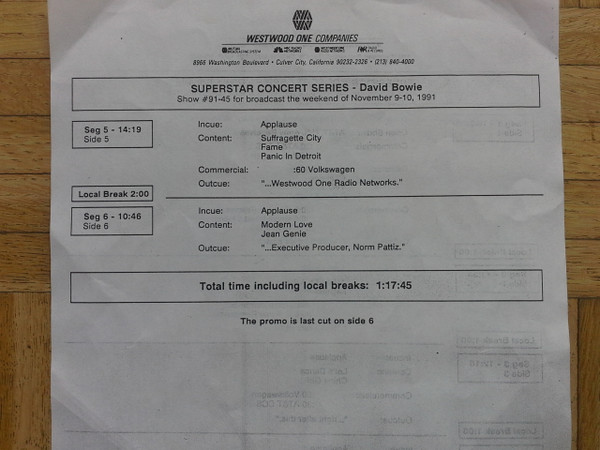 WESTWOOD ONE COMPANIES
8966 Washington Boulevard • Culver City, California 90232-2326 • (213) 840-4000
SUPERSTAR CONCERT SERIES - David Bowie
Show #91-45 for broadcast the weekend of November 9-10, 1991
Seg 5 - 14:19
Side 5
Incue: Applause
Content: Suffragette City
Fame
Panic In Detroit
Commercial: :60 Volkswagen
Outcue: "...Westwood One Radio Networks."
Local Break 2:00
Seg 6 - 10:46
Side 6
Incue: Applause
Content: Modern Love
Jean Genie
Outcue: "...Executive Producer, Norm Pattiz."
Total time including local breaks: 1:17:45
The promo is last cut on side 6